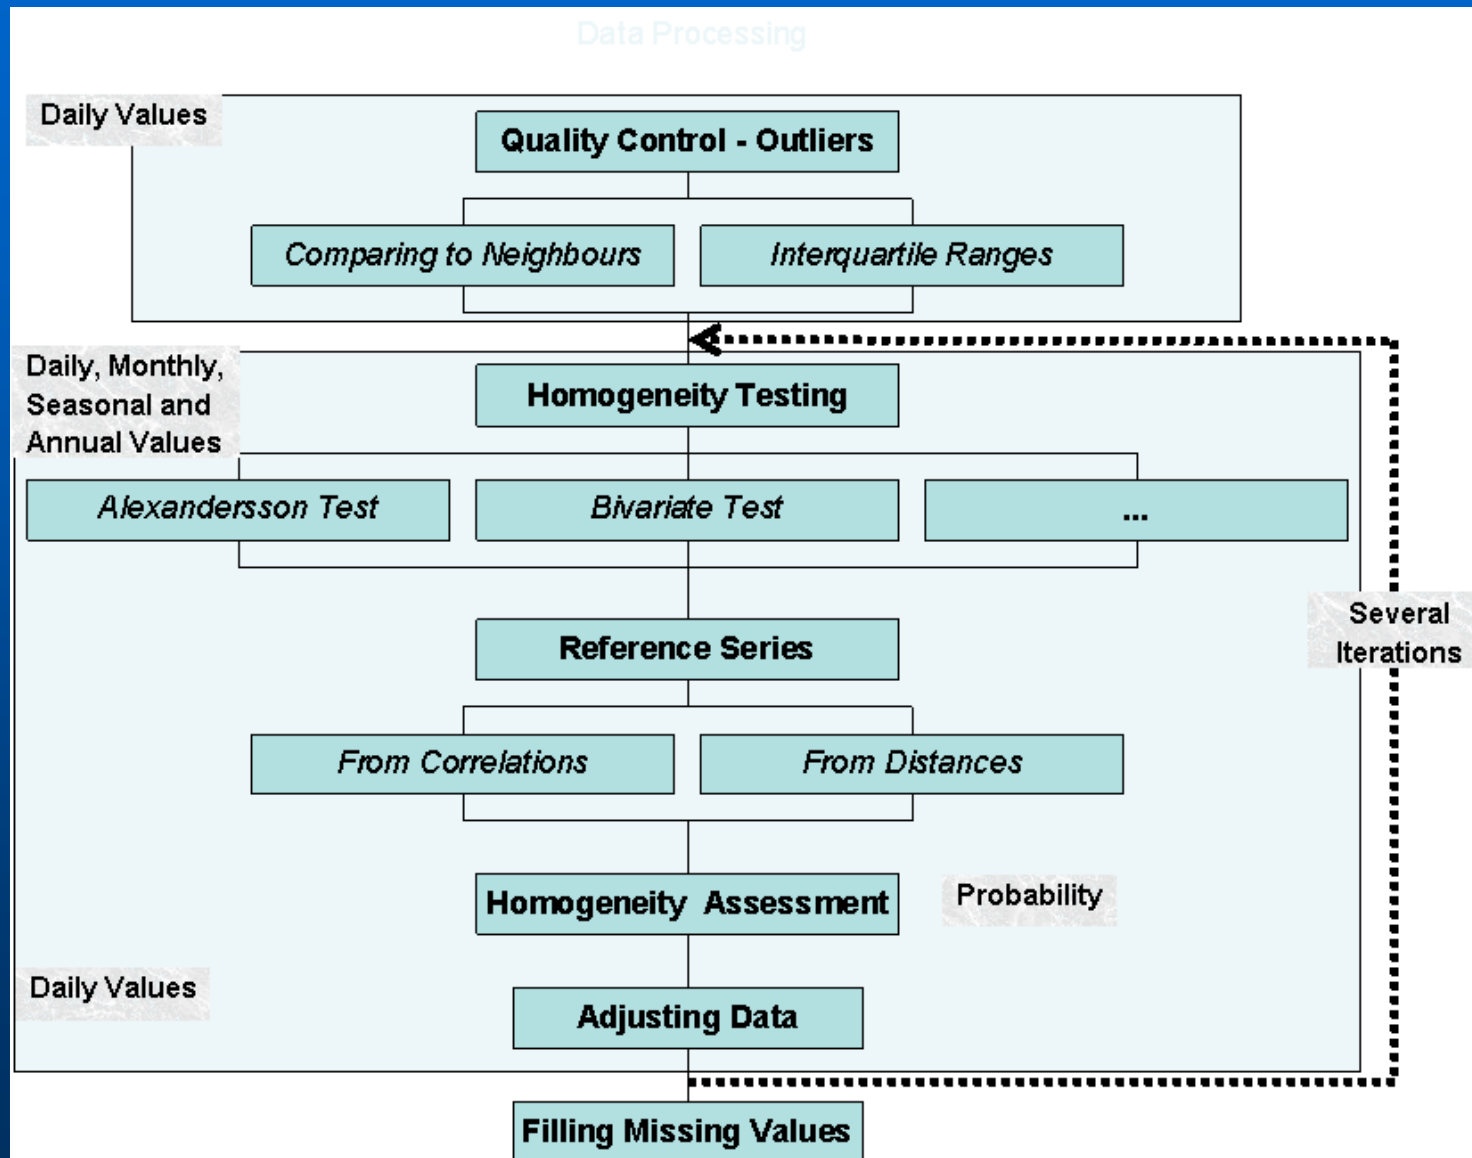 Data Processing
Daily Values
Quality Control - Outliers
Comparing to Neighbours
Interquartile Ranges
Daily, Monthly,
Seasonal and
Annual Values
Homogeneity Testing
Alexandersson Test
Bivariate Test
...
Several
Iterations
Reference Series
From Correlations
From Distances
Homogeneity Assessment
Probability
Daily Values
Adjusting Data
Filling Missing Values